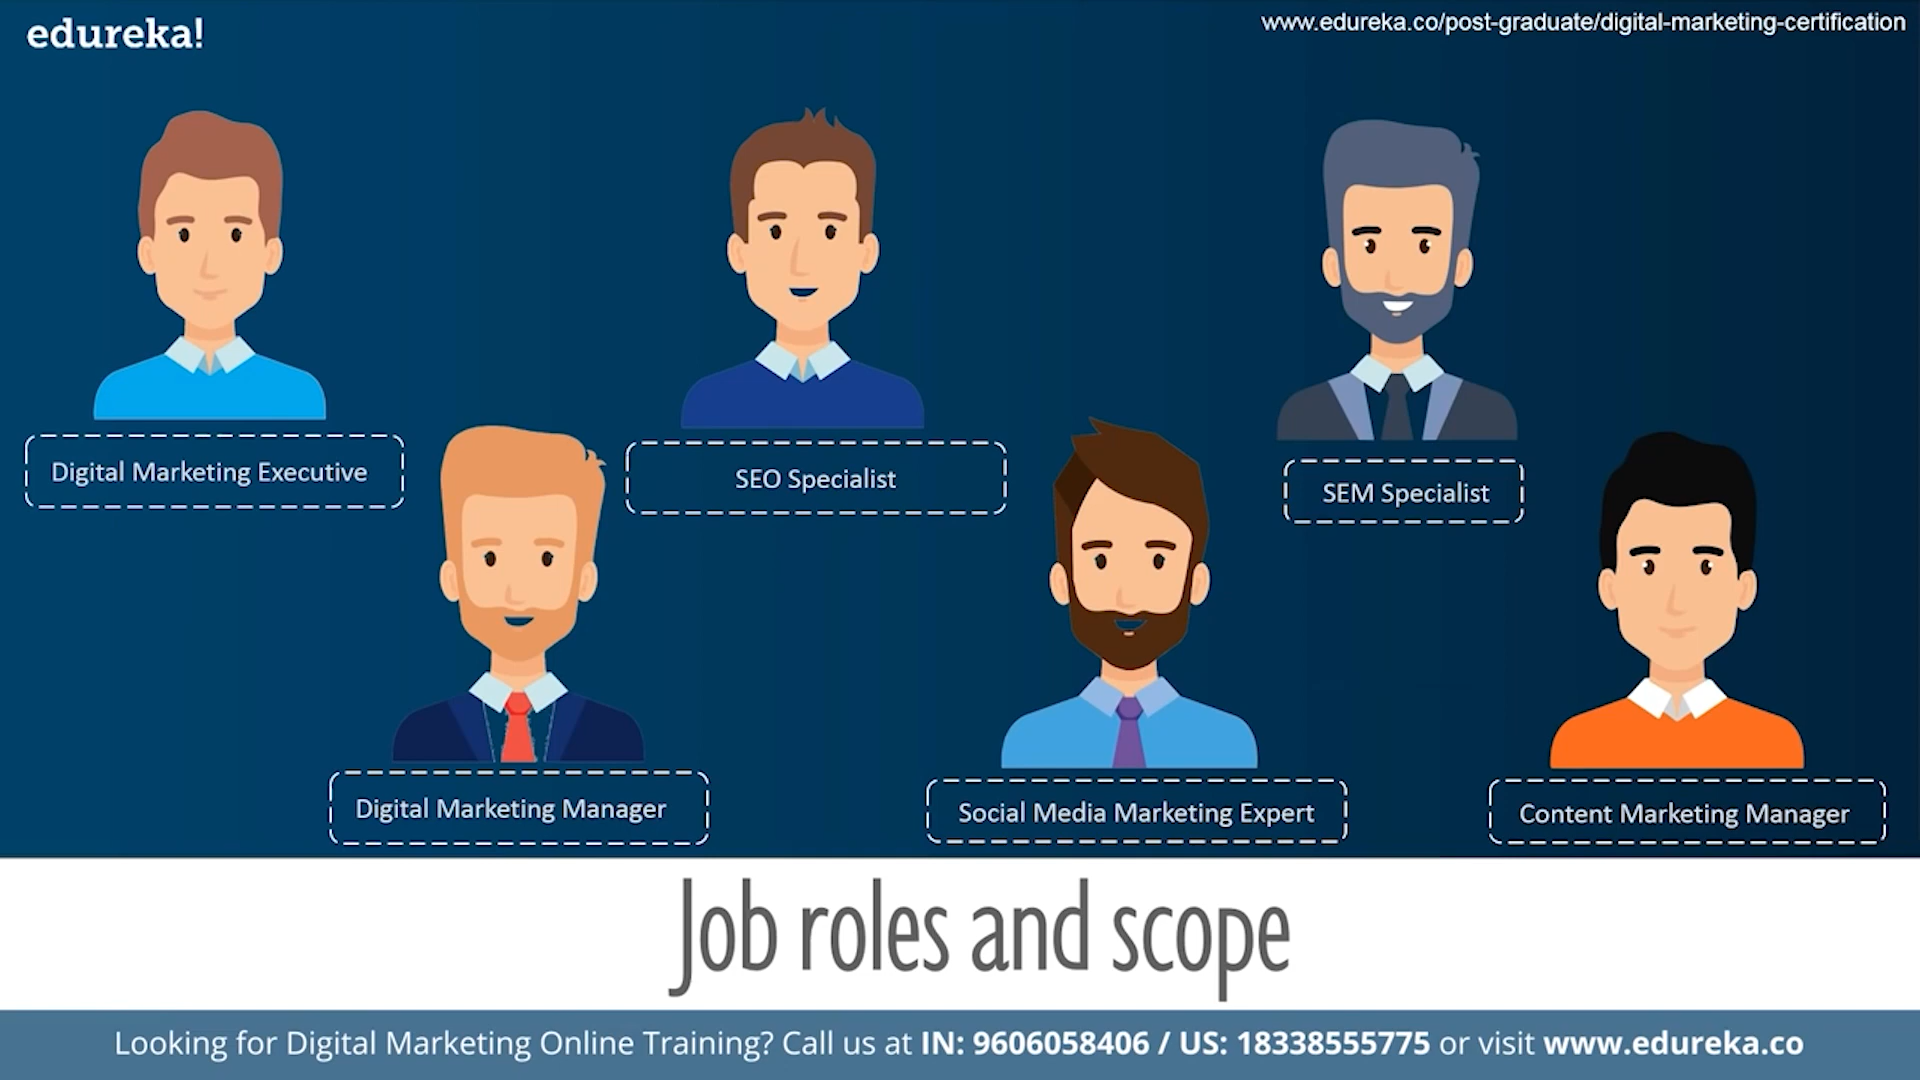 edureka!
www.edureka.co/post-graduate/digital-marketing-certification
Digital Marketing Executive
SEO Specialist
SEM Specialist
Digital Marketing Manager
Social Media Marketing Expert
Content Marketing Manager
Job roles and scope
Looking for Digital Marketing Online Training? Call us at IN: 9606058406 / US: 18338555775 or visit www.edureka.co